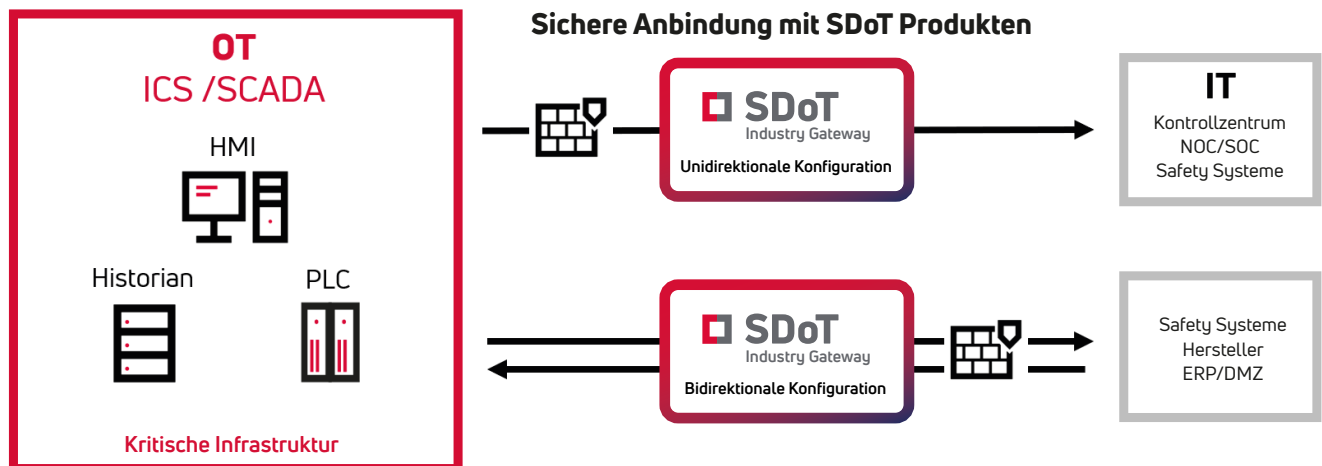 Sichere Anbindung mit SDoT Produkten
OT
ICS /SCADA
HMI
Historian
PLC
Kritische Infrastruktur
SDoT
Industry Gateway
Unidirektionale Konfiguration
IT
Kontrollzentrum
NOC/SOC
Safety Systeme
SDoT
Industry Gateway
Bidirektionale Konfiguration
Safety Systeme
Hersteller
ERP/DMZ